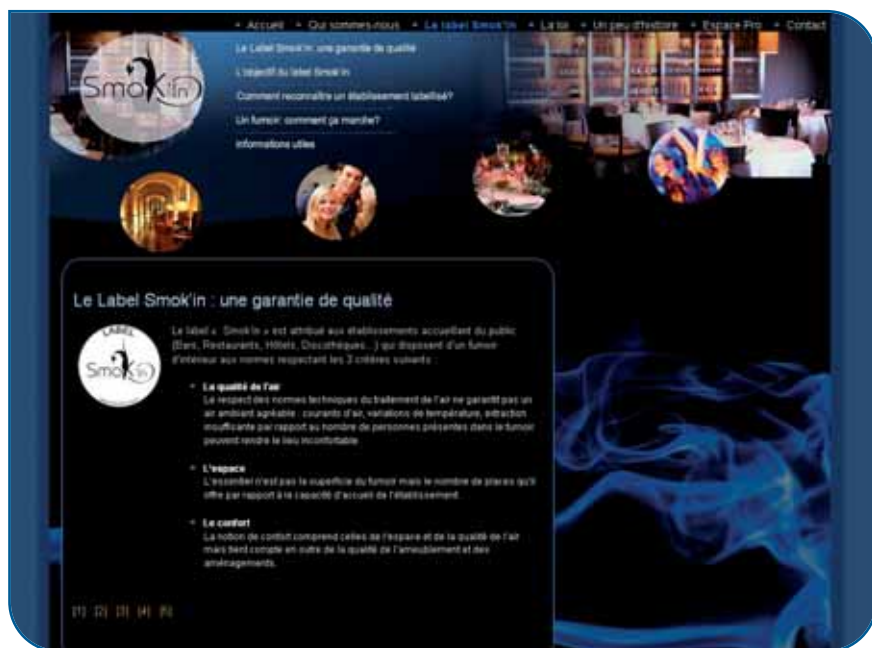 Accueil • Qui sommes-nous • Le label Smok'in • La loi • Un peu d'histoire • Espace Pro • Contact
Smok'in
Le Label Smok'in: une garantie de qualité
L'objectif du label Smok'in
Comment reconnaître un établissement labellisé?
Un fumoir: comment ça marche?
Informations utiles
Le Label Smok'in : une garantie de qualité
LABEL
Smok'in
Le label « Smok'in » est attribué aux établissements accueillant du public
(Bars, Restaurants, Hôtels, Discothèques...) qui disposent d'un fumoir
d'intérieur aux normes respectant les 3 critères suivants :
La qualité de l'air
Le respect des normes techniques du traitement de l'air ne garantit pas un
air ambiant agréable : courants d'air, variations de température, extraction
insuffisante par rapport au nombre de personnes présentes dans le fumoir
peuvent rendre le lieu inconfortable.
L'espace
L'essentiel n'est pas la superficie du fumoir mais le nombre de places qu'il
offre par rapport à la capacité d'accueil de l'établissement.
Le confort
La notion de confort comprend celles de l'espace et de la qualité de l'air
mais tient compte en outre de la qualité de l'ameublement et des
aménagements.
[1] [2] [3] [4] [5]